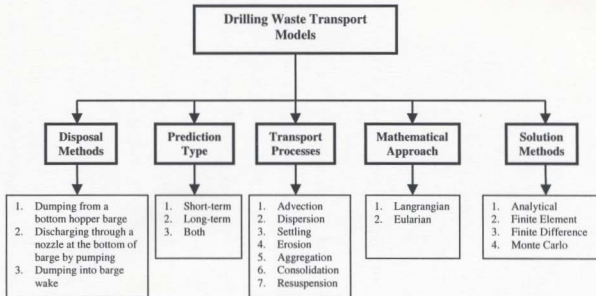 Drilling Waste Transport
Models
Disposal
Methods
Prediction
Type
Transport
Processes
Mathematical
Approach
Solution
Methods
1. Dumping from a
bottom hopper barge
2. Discharging through a
nozzle at the bottom of
barge by pumping
3. Dumping into barge
wake
1. Short-term
2. Long-term
3. Both
1. Advection
2. Dispersion
3. Settling
4. Erosion
5. Aggregation
6. Consolidation
7. Resuspension
1. Langrangian
2. Eularian
1. Analytical
2. Finite Element
3. Finite Difference
4. Monte Carlo